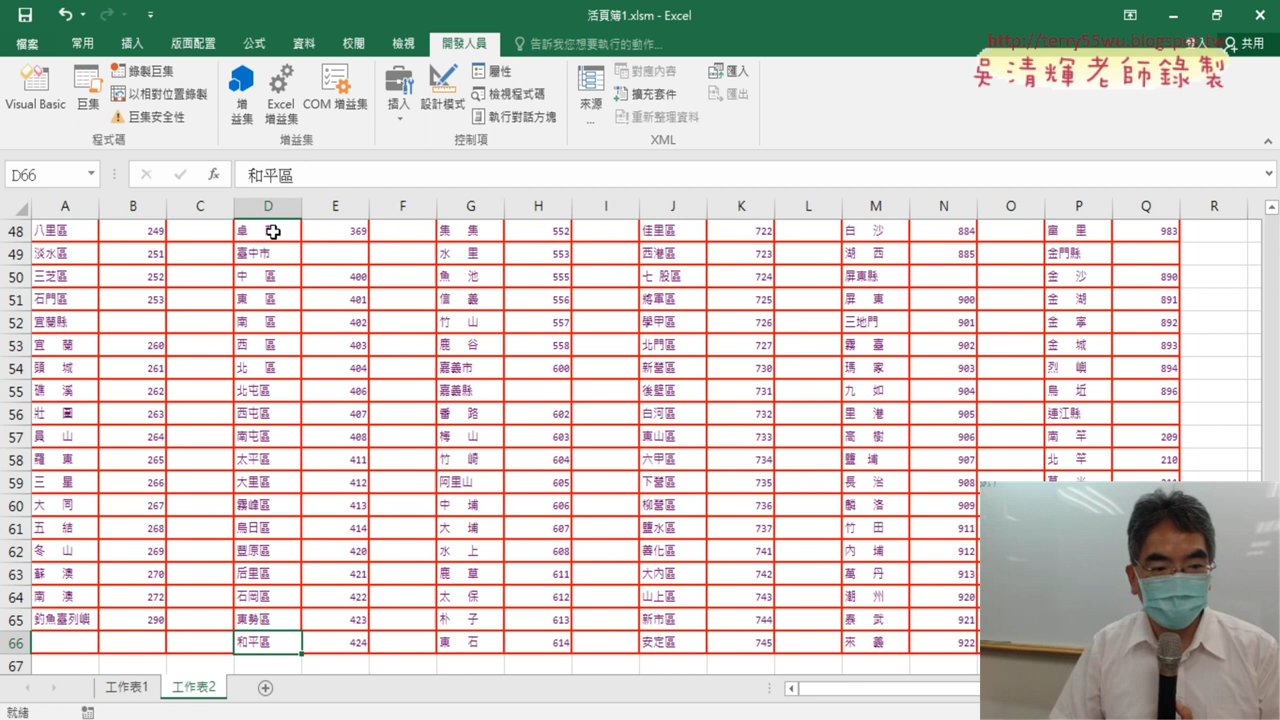 活頁簿1.xlsm - Excel
http://terry55wu.blogspot.tw
吳清輝老師錄製
檔案 常用 插入 版面配置 公式 資料 校閱 檢視 開發人員 告訴我您想要執行的動作... 共用
Visual Basic 巨集 錄製巨集 以相對位置錄製 巨集安全性 程式碼
增益集 Excel 增益集 COM 增益集 增益集
插入 設計模式 屬性 檢視程式碼 執行對話方塊 控制項
來源... 對應內容 擴充套件 重新整理資料 匯入 匯出 XML
D66 fx 和平區
A B C D E F G H I J K L M N O P Q R
48 八里區 249 卓 369 集 集 552 佳里區 722 白 沙 884 富 里 983
49 淡水區 251 臺中市 水 里 553 西港區 723 湖 西 885 金門縣
50 三芝區 252 中 區 400 魚 池 555 七 股區 724 屏東縣 金 沙 890
51 石門區 253 東 區 401 信 義 556 將軍區 725 屏 東 900 金 湖 891
52 宜蘭縣 南 區 402 竹 山 557 學甲區 726 三地門 901 金 寧 892
53 宜 蘭 260 西 區 403 鹿 谷 558 北門區 727 霧 臺 902 金 城 893
54 頭 城 261 北 區 404 嘉義市 600 新營區 730 瑪 家 903 烈 嶼 894
55 礁 溪 262 北屯區 406 嘉義縣 後壁區 731 九 如 904 烏 坵 896
56 壯 圍 263 西屯區 407 番 路 602 白河區 732 里 港 905 連江縣
57 員 山 264 南屯區 408 梅 山 603 東山區 733 高 樹 906 南 竿 209
58 羅 東 265 太平區 411 竹 崎 604 六甲區 734 鹽 埔 907 北 竿 210
59 三 星 266 大里區 412 阿里山 605 下營區 735 長 治 908
60 大 同 267 霧峰區 413 中 埔 606 柳營區 736 麟 洛 909
61 五 結 268 烏日區 414 大 埔 607 鹽水區 737 竹 田 911
62 冬 山 269 豐原區 420 水 上 608 善化區 741 內 埔 912
63 蘇 澳 270 后里區 421 鹿 草 611 大內區 742 萬 丹 913
64 南 澳 272 石岡區 422 太 保 612 山上區 743 潮 州 920
65 釣魚臺列嶼 290 東勢區 423 朴 子 613 新市區 744 泰 武 921
66 和平區 424 東 石 614 安定區 745 來 義 922
67
工作表1 工作表2
就緒